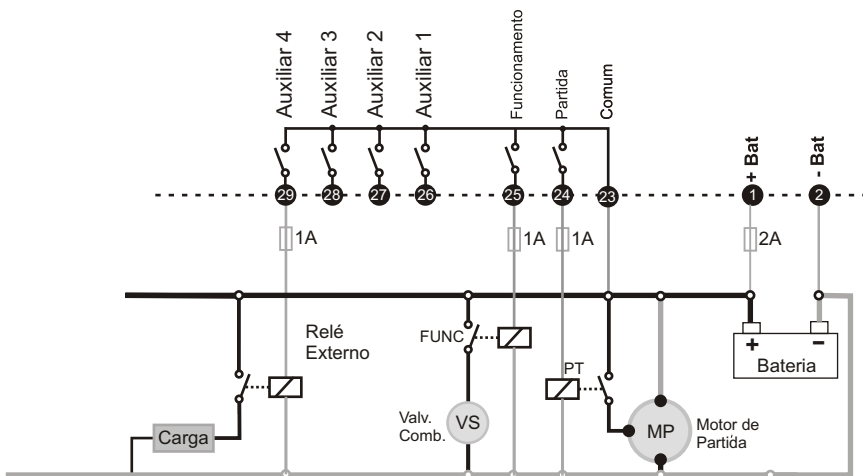 Auxiliar 4
Auxiliar 3
Auxiliar 2
Auxiliar 1
Funcionamento
Partida
Comum
+ Bat
- Bat
29
28
27
26
25
24
23
1
2
1A
1A
1A
2A
Relé
Externo
FUNC
PT
+
–
Bateria
Valv.
Comb.
VS
MP
Motor de
Partida
Carga